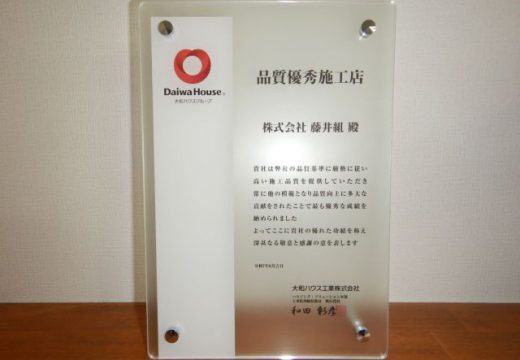 DaiwaHouse®
大和ハウスグループ
品質優秀施工店
株式会社 藤井組 殿
貴社は弊社の品質基準に厳格に従い
高い施工品質を提供していただき
常に他の模範となり品質向上に多大な
貢献をされたことで最も優秀な成績を
納められました
よってここに貴社の優れた功績を称え
深甚なる敬意と感謝の意を表します
大和ハウス工業株式会社
和田